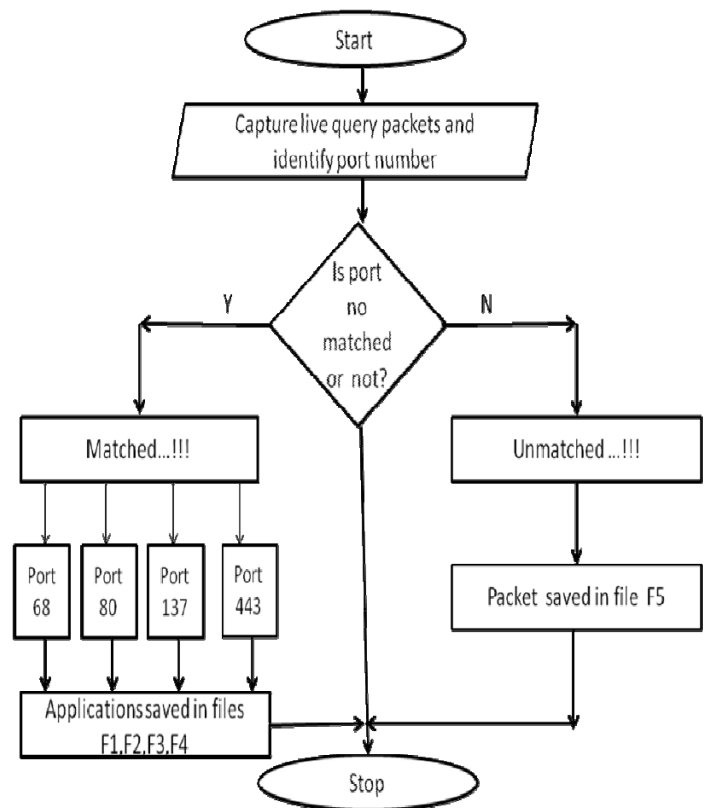 Start
Capture live query packets and
identify port number
Is port
no
matched
or not?
Y
N
Matched...!!!
Unmatched ...!!!
Port
68
Port
80
Port
137
Port
443
Packet saved in file F5
Applications saved in files
F1,F2,F3,F4
Stop